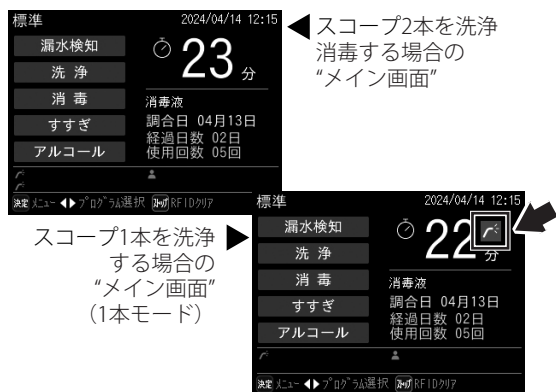 標準 2024/04/14 12:15
漏水検知
洗 浄
消 毒
すすぎ
アルコール
23 分
消毒液
調合日 04月13日
経過日数 02日
使用回数 05回
決定 メニュー ◀▶ プログラム選択 ストップ RFIDクリア
◀スコープ2本を洗浄
消毒する場合の
“メイン画面”
スコープ1本を洗浄▶
する場合の
“メイン画面”
（1本モード）
標準 2024/04/14 12:15
漏水検知
洗 浄
消 毒
すすぎ
アルコール
22 分
消毒液
調合日 04月13日
経過日数 02日
使用回数 05回
決定 メニュー ◀▶ プログラム選択 ストップ RFIDクリア